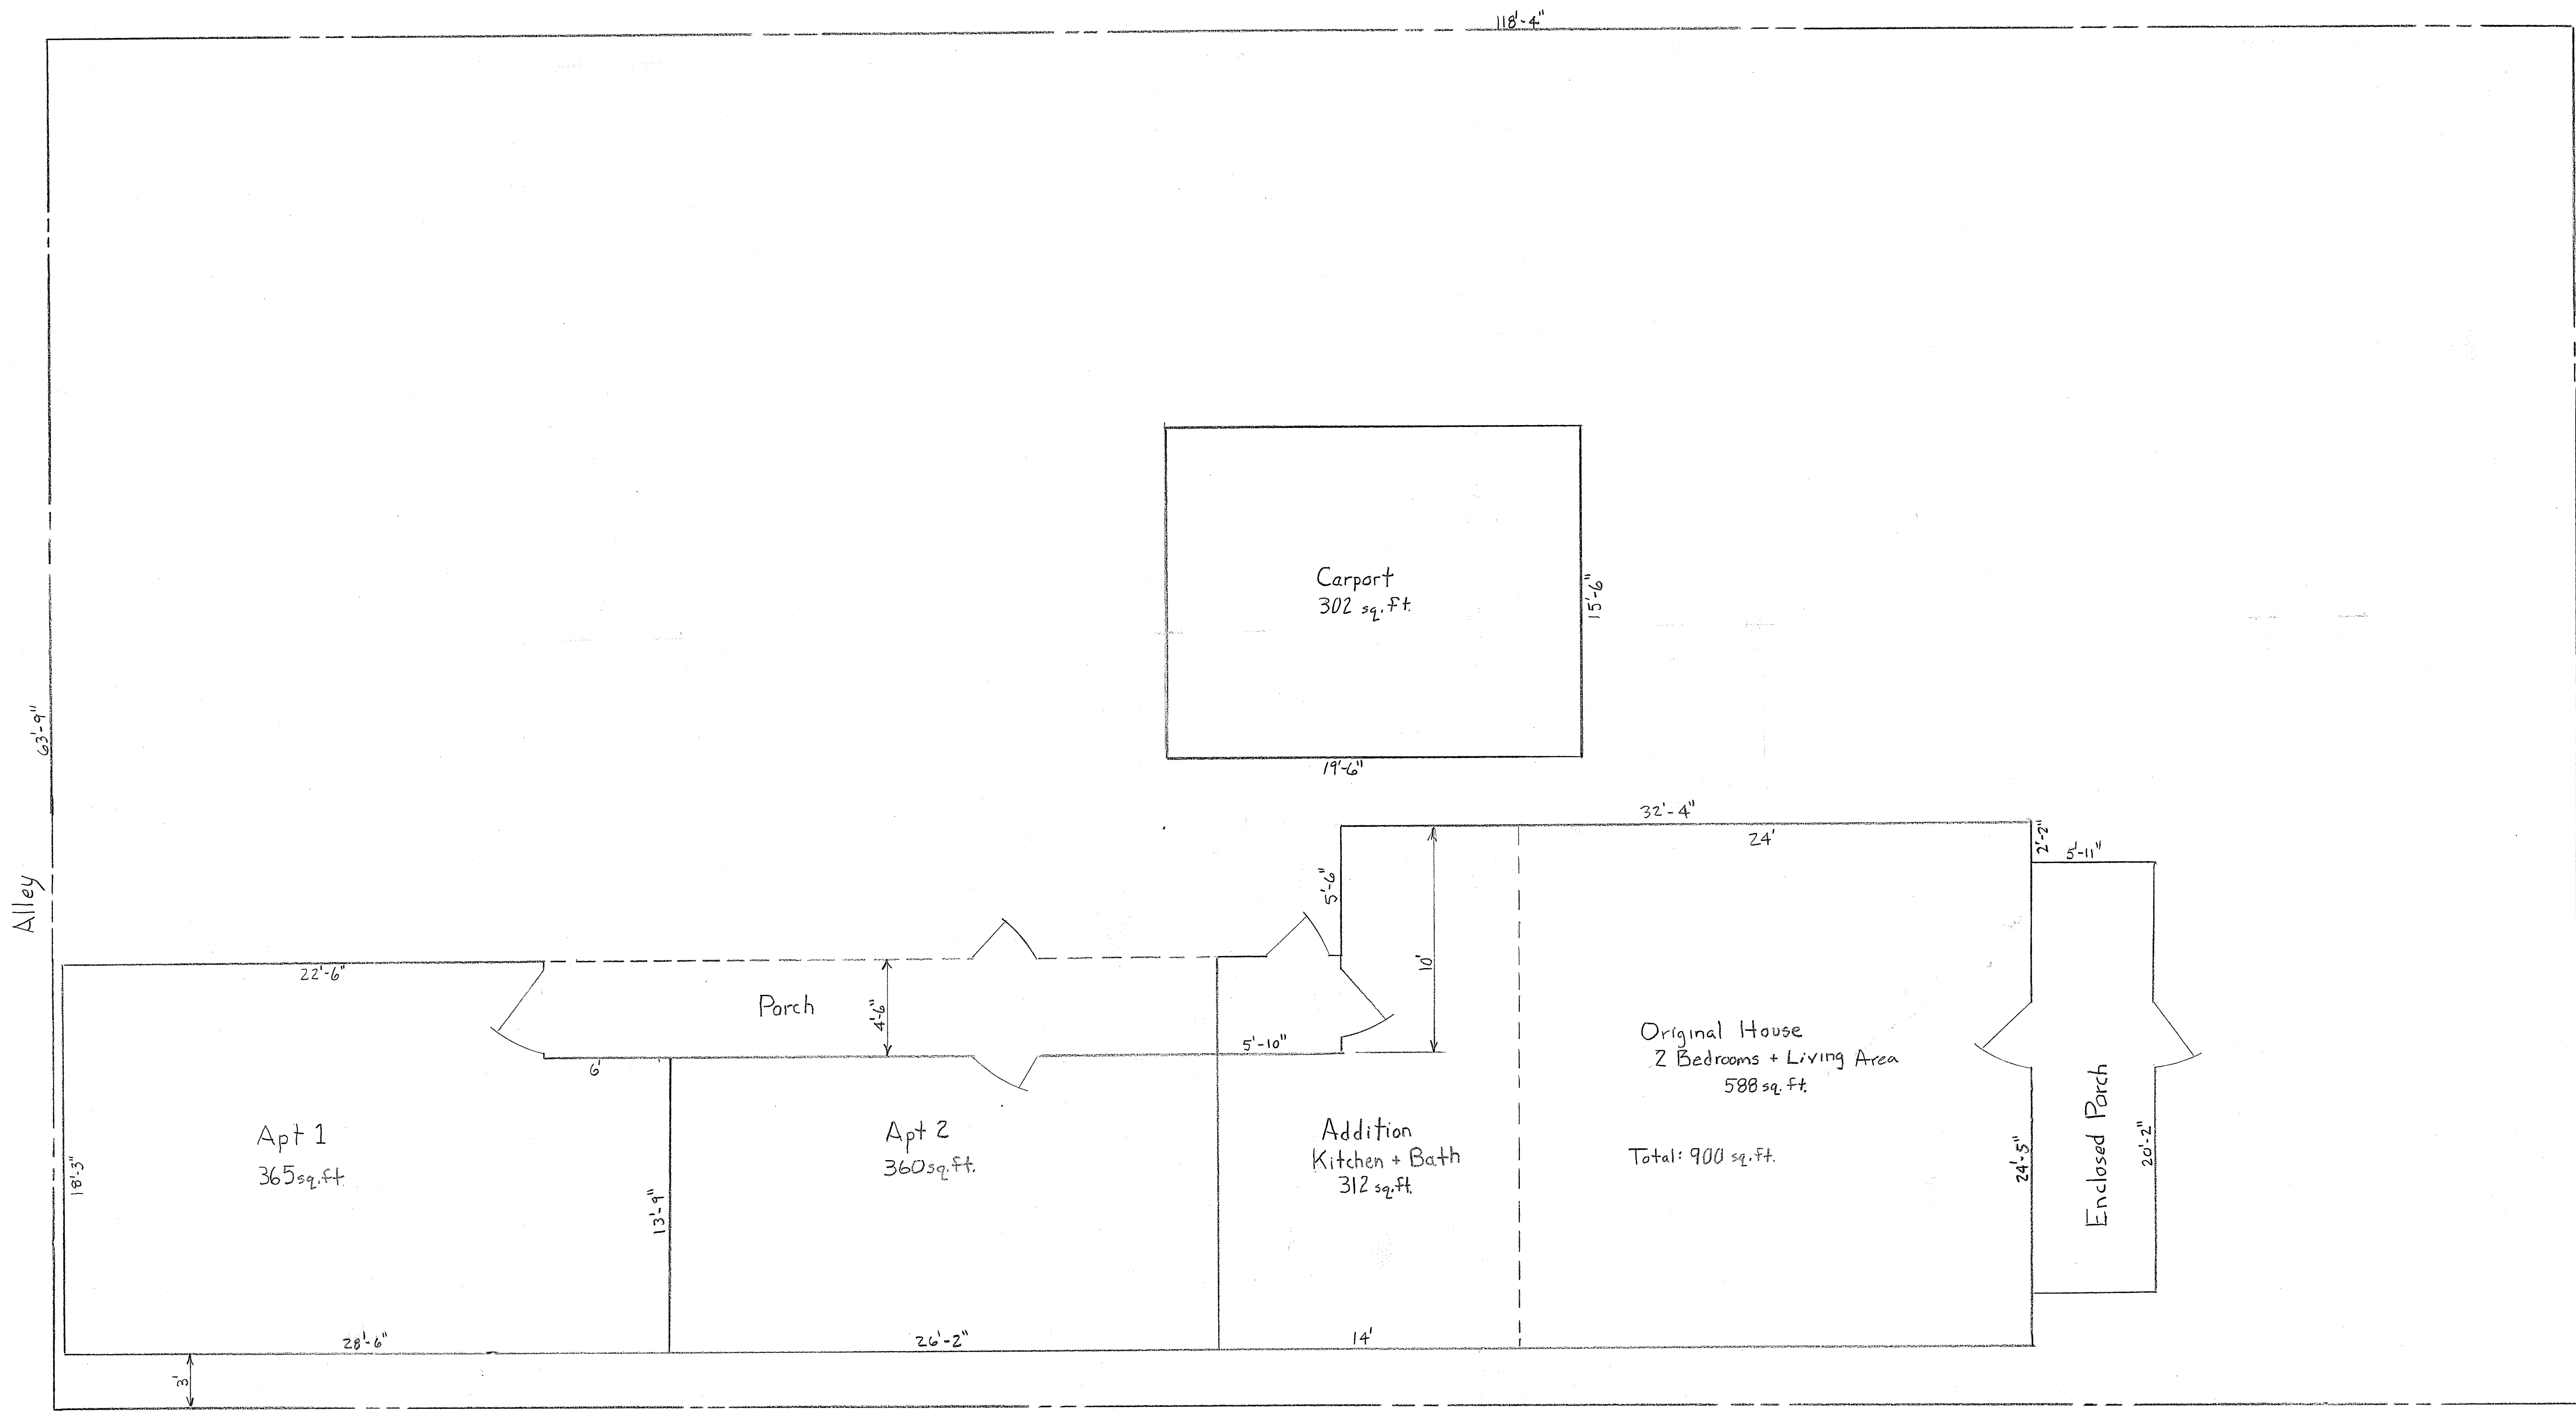 118'-4"
63'-9"
Alley
Carport
302 sq.ft.
15'-6"
19'-6"
32'-4"
24'
2'-2"
5'-11"
5'-6"
10'
22'-6"
Porch
4'-6"
5'-10"
6'
Original House
2 Bedrooms + Living Area
588 sq.ft.
Total: 900 sq.ft.
Enclosed Porch
20'-2"
24'-5"
Apt 1
365 sq.ft.
18'-3"
13'-9"
Apt 2
360 sq.ft.
Addition
Kitchen + Bath
312 sq.ft.
28'-6"
26'-2"
14'
3'